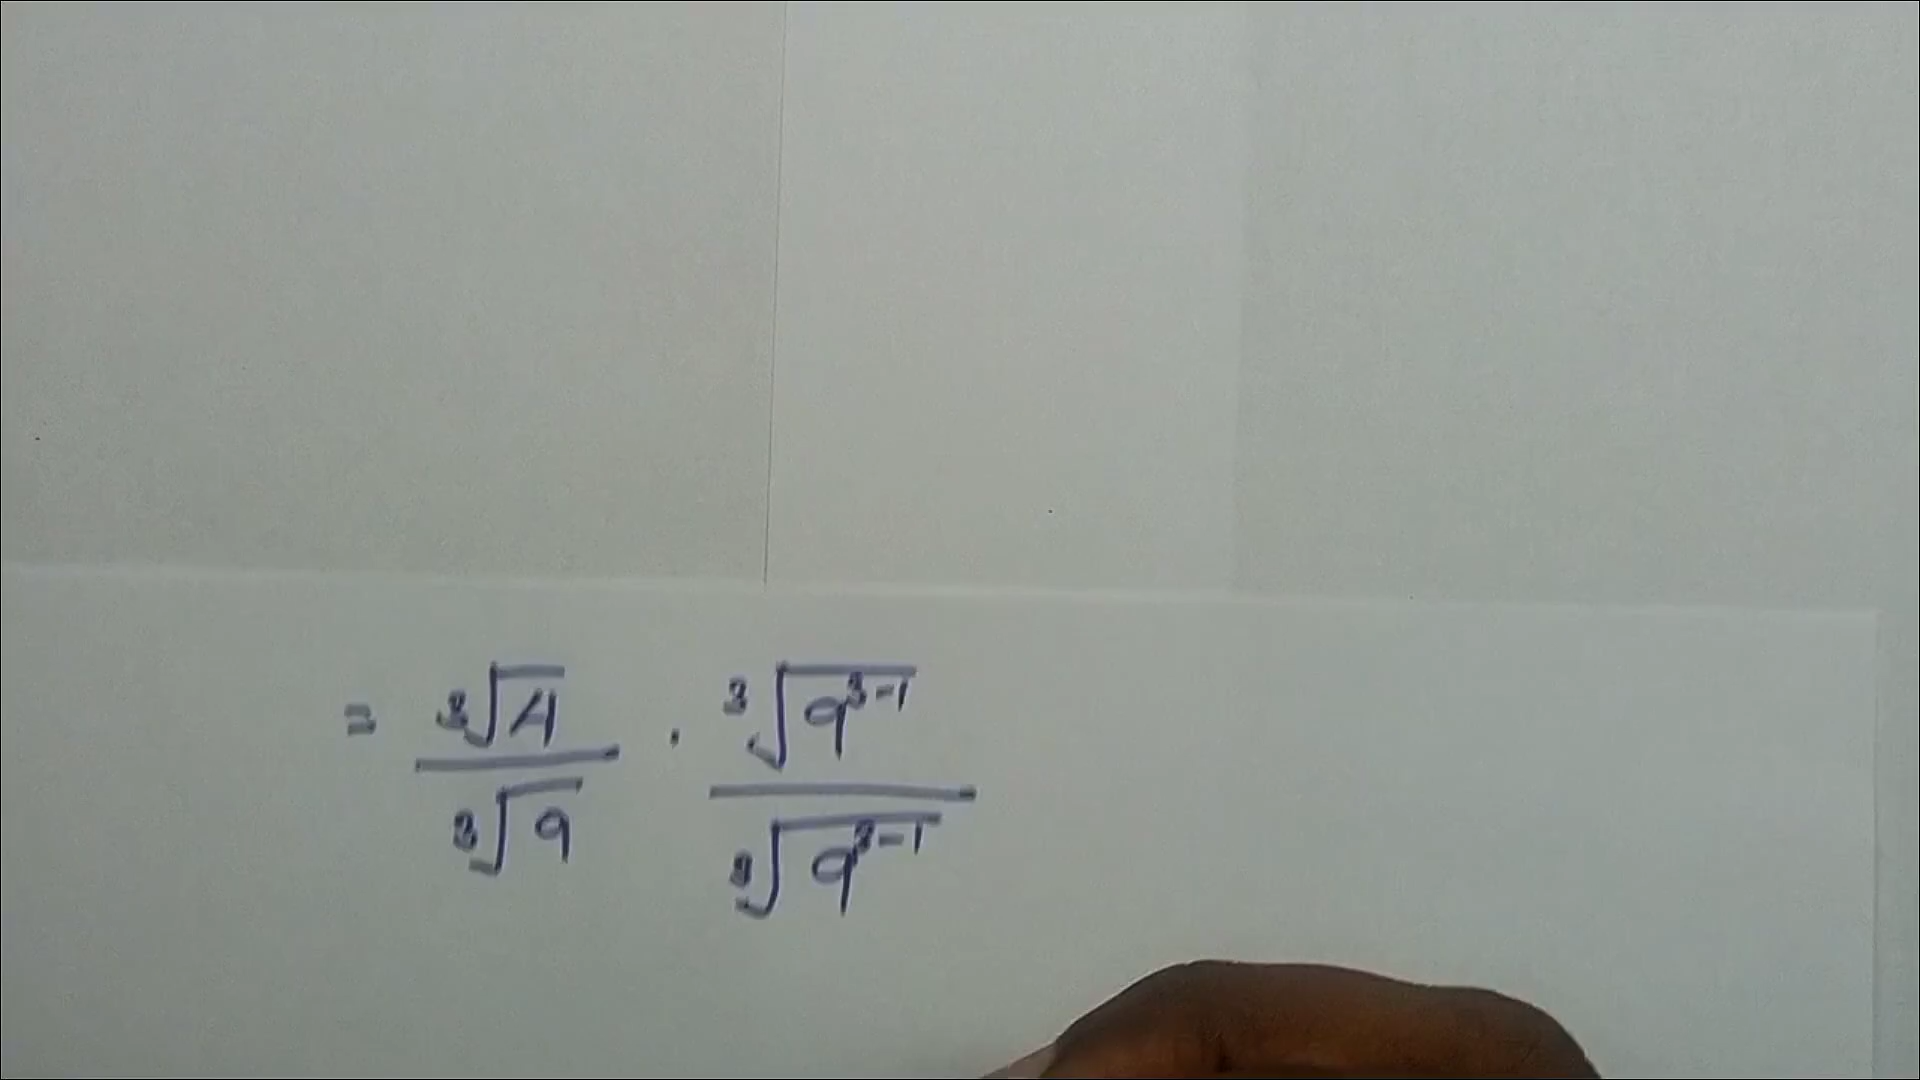 = ∛4 / ∛9 · ∛9^(3-1) / ∛9^(3-1)